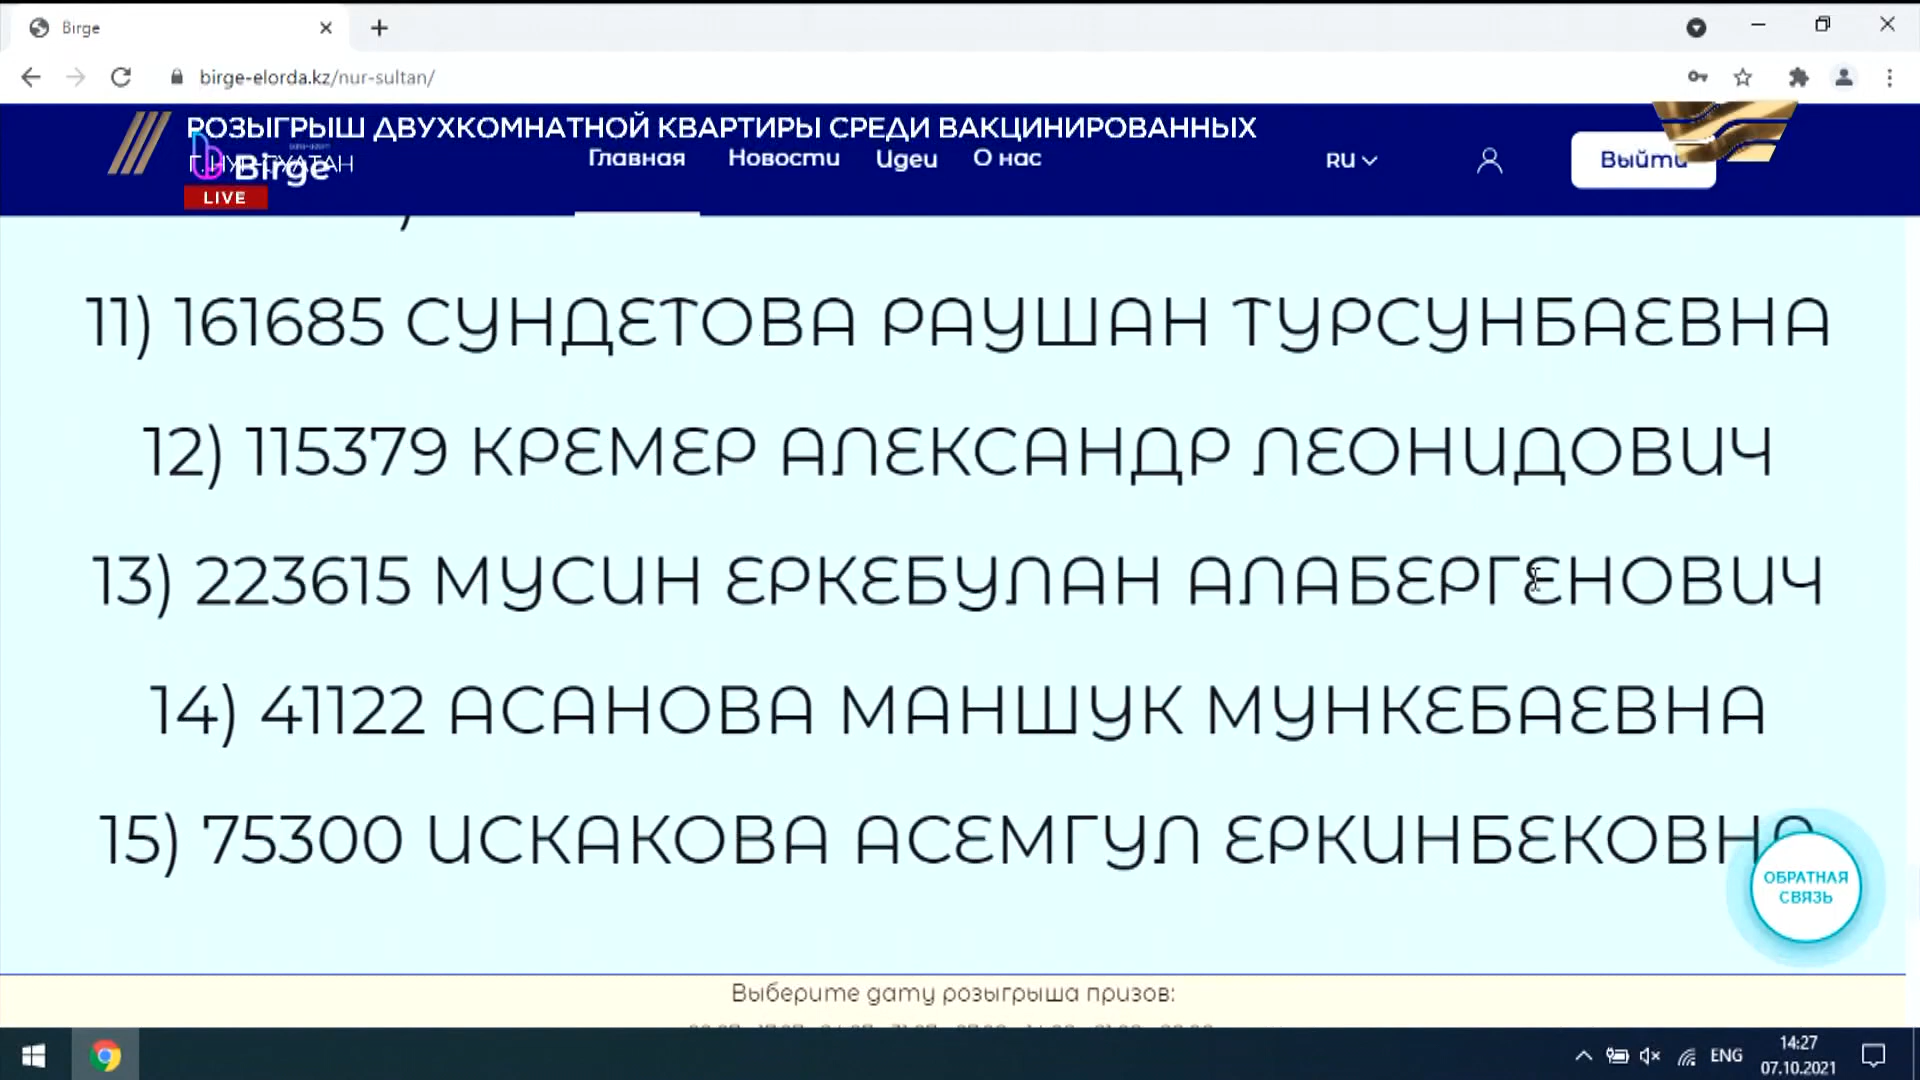 Birge
birge-elorda.kz/nur-sultan/
РОЗЫГРЫШ ДВУХКОМНАТНОЙ КВАРТИРЫ СРЕДИ ВАКЦИНИРОВАННЫХ
Birge
LIVE
Главная Новости Идеи О нас RU Выйти
11) 161685 СУНДЕТОВА РАУШАН ТУРСУНБАЕВНА
12) 115379 КРЕМЕР АЛЕКСАНДР ЛЕОНИДОВИЧ
13) 223615 МУСИН ЕРКЕБУЛАН АЛАБЕРГЕНОВИЧ
14) 41122 АСАНОВА МАНШУК МУНКЕБАЕВНА
15) 75300 ИСКАКОВА АСЕМГУЛ ЕРКИНБЕКОВНА
ОБРАТНАЯ
СВЯЗЬ
Выберите дату розыгрыша призов:
ENG
14:27
07.10.2021